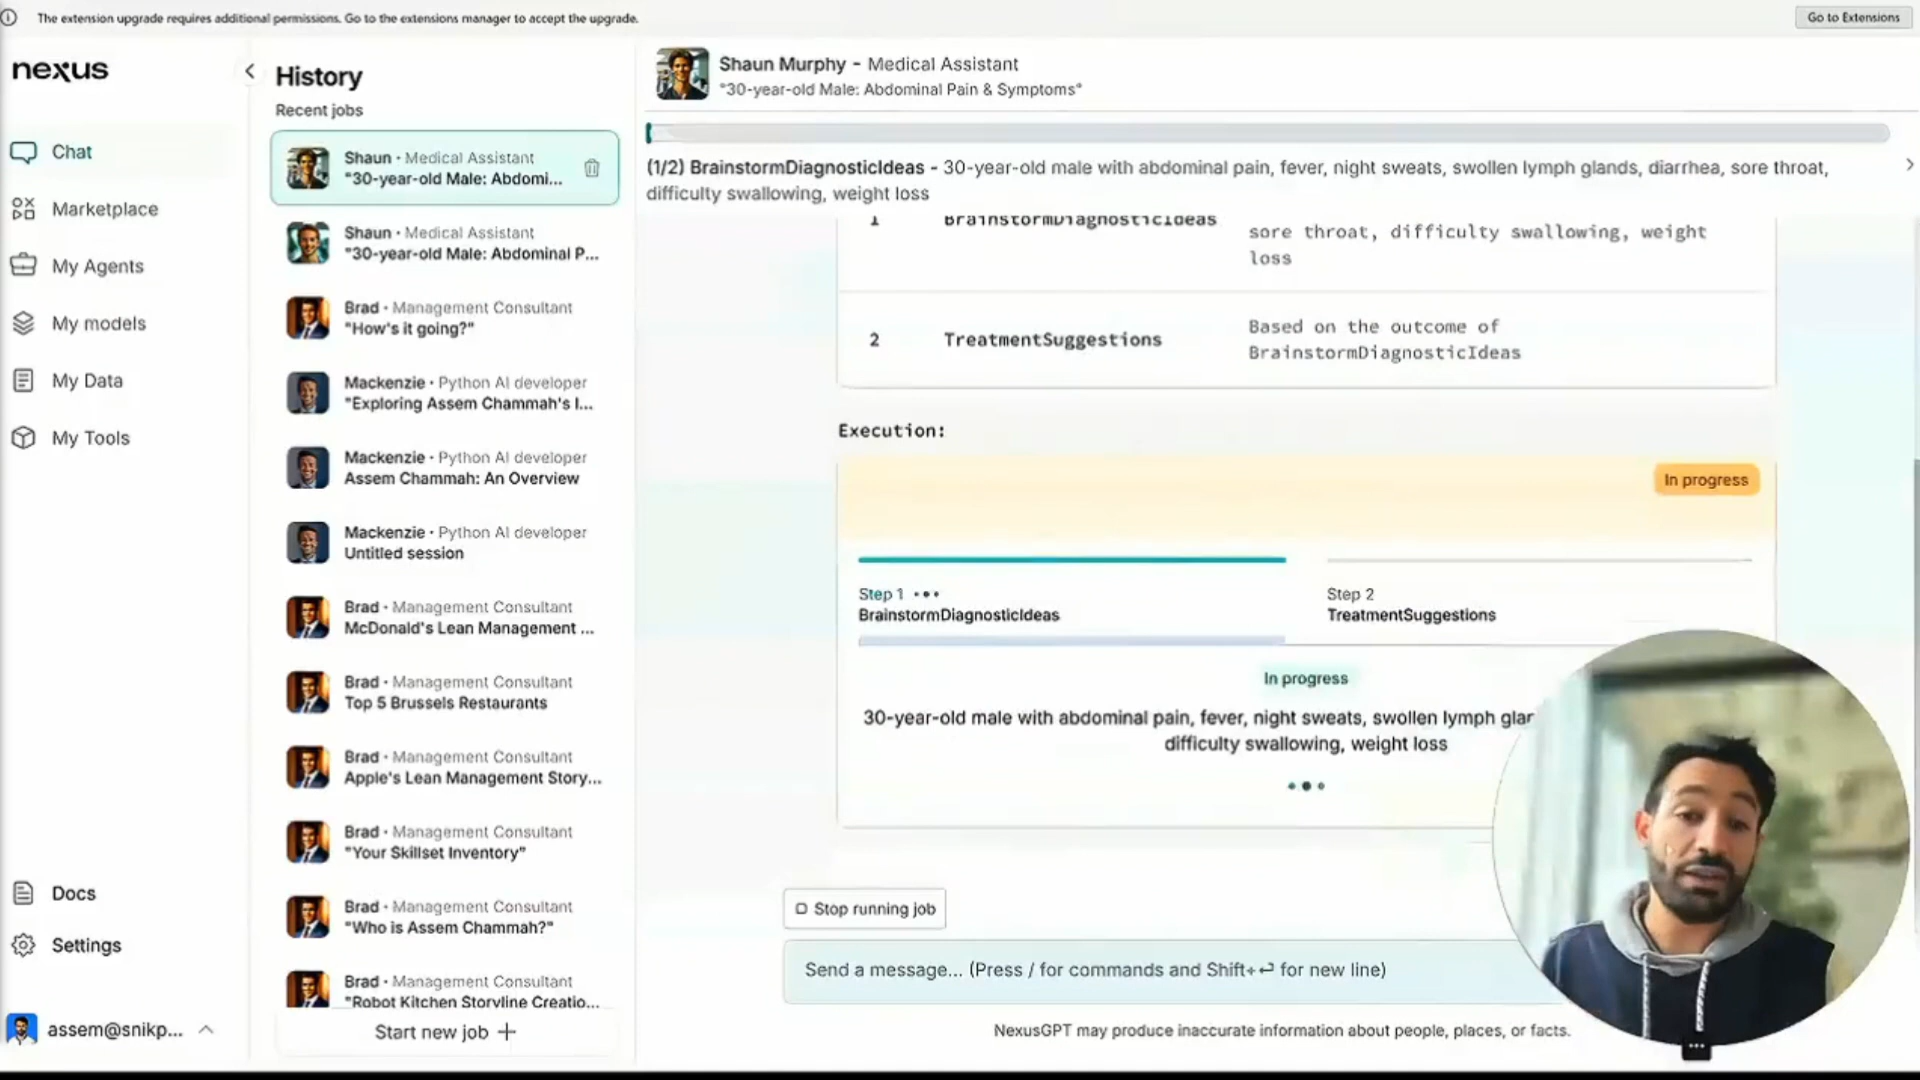 The extension upgrade requires additional permissions. Go to the extensions manager to accept the upgrade.
Go to Extensions
nexus
Chat
Marketplace
My Agents
My models
My Data
My Tools
Docs
Settings
assem@snikp...
History
Recent jobs
Shaun • Medical Assistant
"30-year-old Male: Abdomi...
Shaun • Medical Assistant
"30-year-old Male: Abdominal P...
Brad • Management Consultant
"How's it going?"
Mackenzie • Python AI developer
"Exploring Assem Chammah's I...
Mackenzie • Python AI developer
Assem Chammah: An Overview
Mackenzie • Python AI developer
Untitled session
Brad • Management Consultant
McDonald's Lean Management ...
Brad • Management Consultant
Top 5 Brussels Restaurants
Brad • Management Consultant
Apple's Lean Management Story...
Brad • Management Consultant
"Your Skillset Inventory"
Brad • Management Consultant
"Who is Assem Chammah?"
Brad • Management Consultant
"Robot Kitchen Storyline Creatio...
Start new job +
Shaun Murphy - Medical Assistant
"30-year-old Male: Abdominal Pain & Symptoms"
(1/2) BrainstormDiagnosticIdeas - 30-year-old male with abdominal pain, fever, night sweats, swollen lymph glands, diarrhea, sore throat,
difficulty swallowing, weight loss
1 BrainstormDiagnosticIdeas
sore throat, difficulty swallowing, weight
loss
2 TreatmentSuggestions
Based on the outcome of
BrainstormDiagnosticIdeas
Execution:
In progress
Step 1 •••
BrainstormDiagnosticIdeas
Step 2
TreatmentSuggestions
In progress
30-year-old male with abdominal pain, fever, night sweats, swollen lymph glan
difficulty swallowing, weight loss
Stop running job
Send a message... (Press / for commands and Shift+⏎ for new line)
NexusGPT may produce inaccurate information about people, places, or facts.